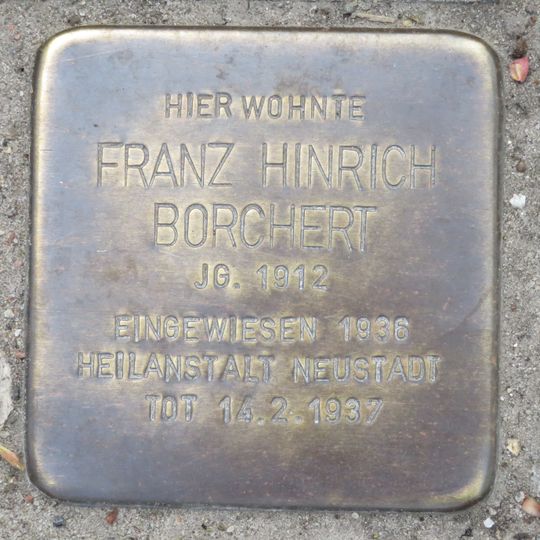 HIER WOHNTE
FRANZ HINRICH
BORCHERT
JG. 1912
EINGEWIESEN 1936
HEILANSTALT NEUSTADT
TOT 14.2.1937